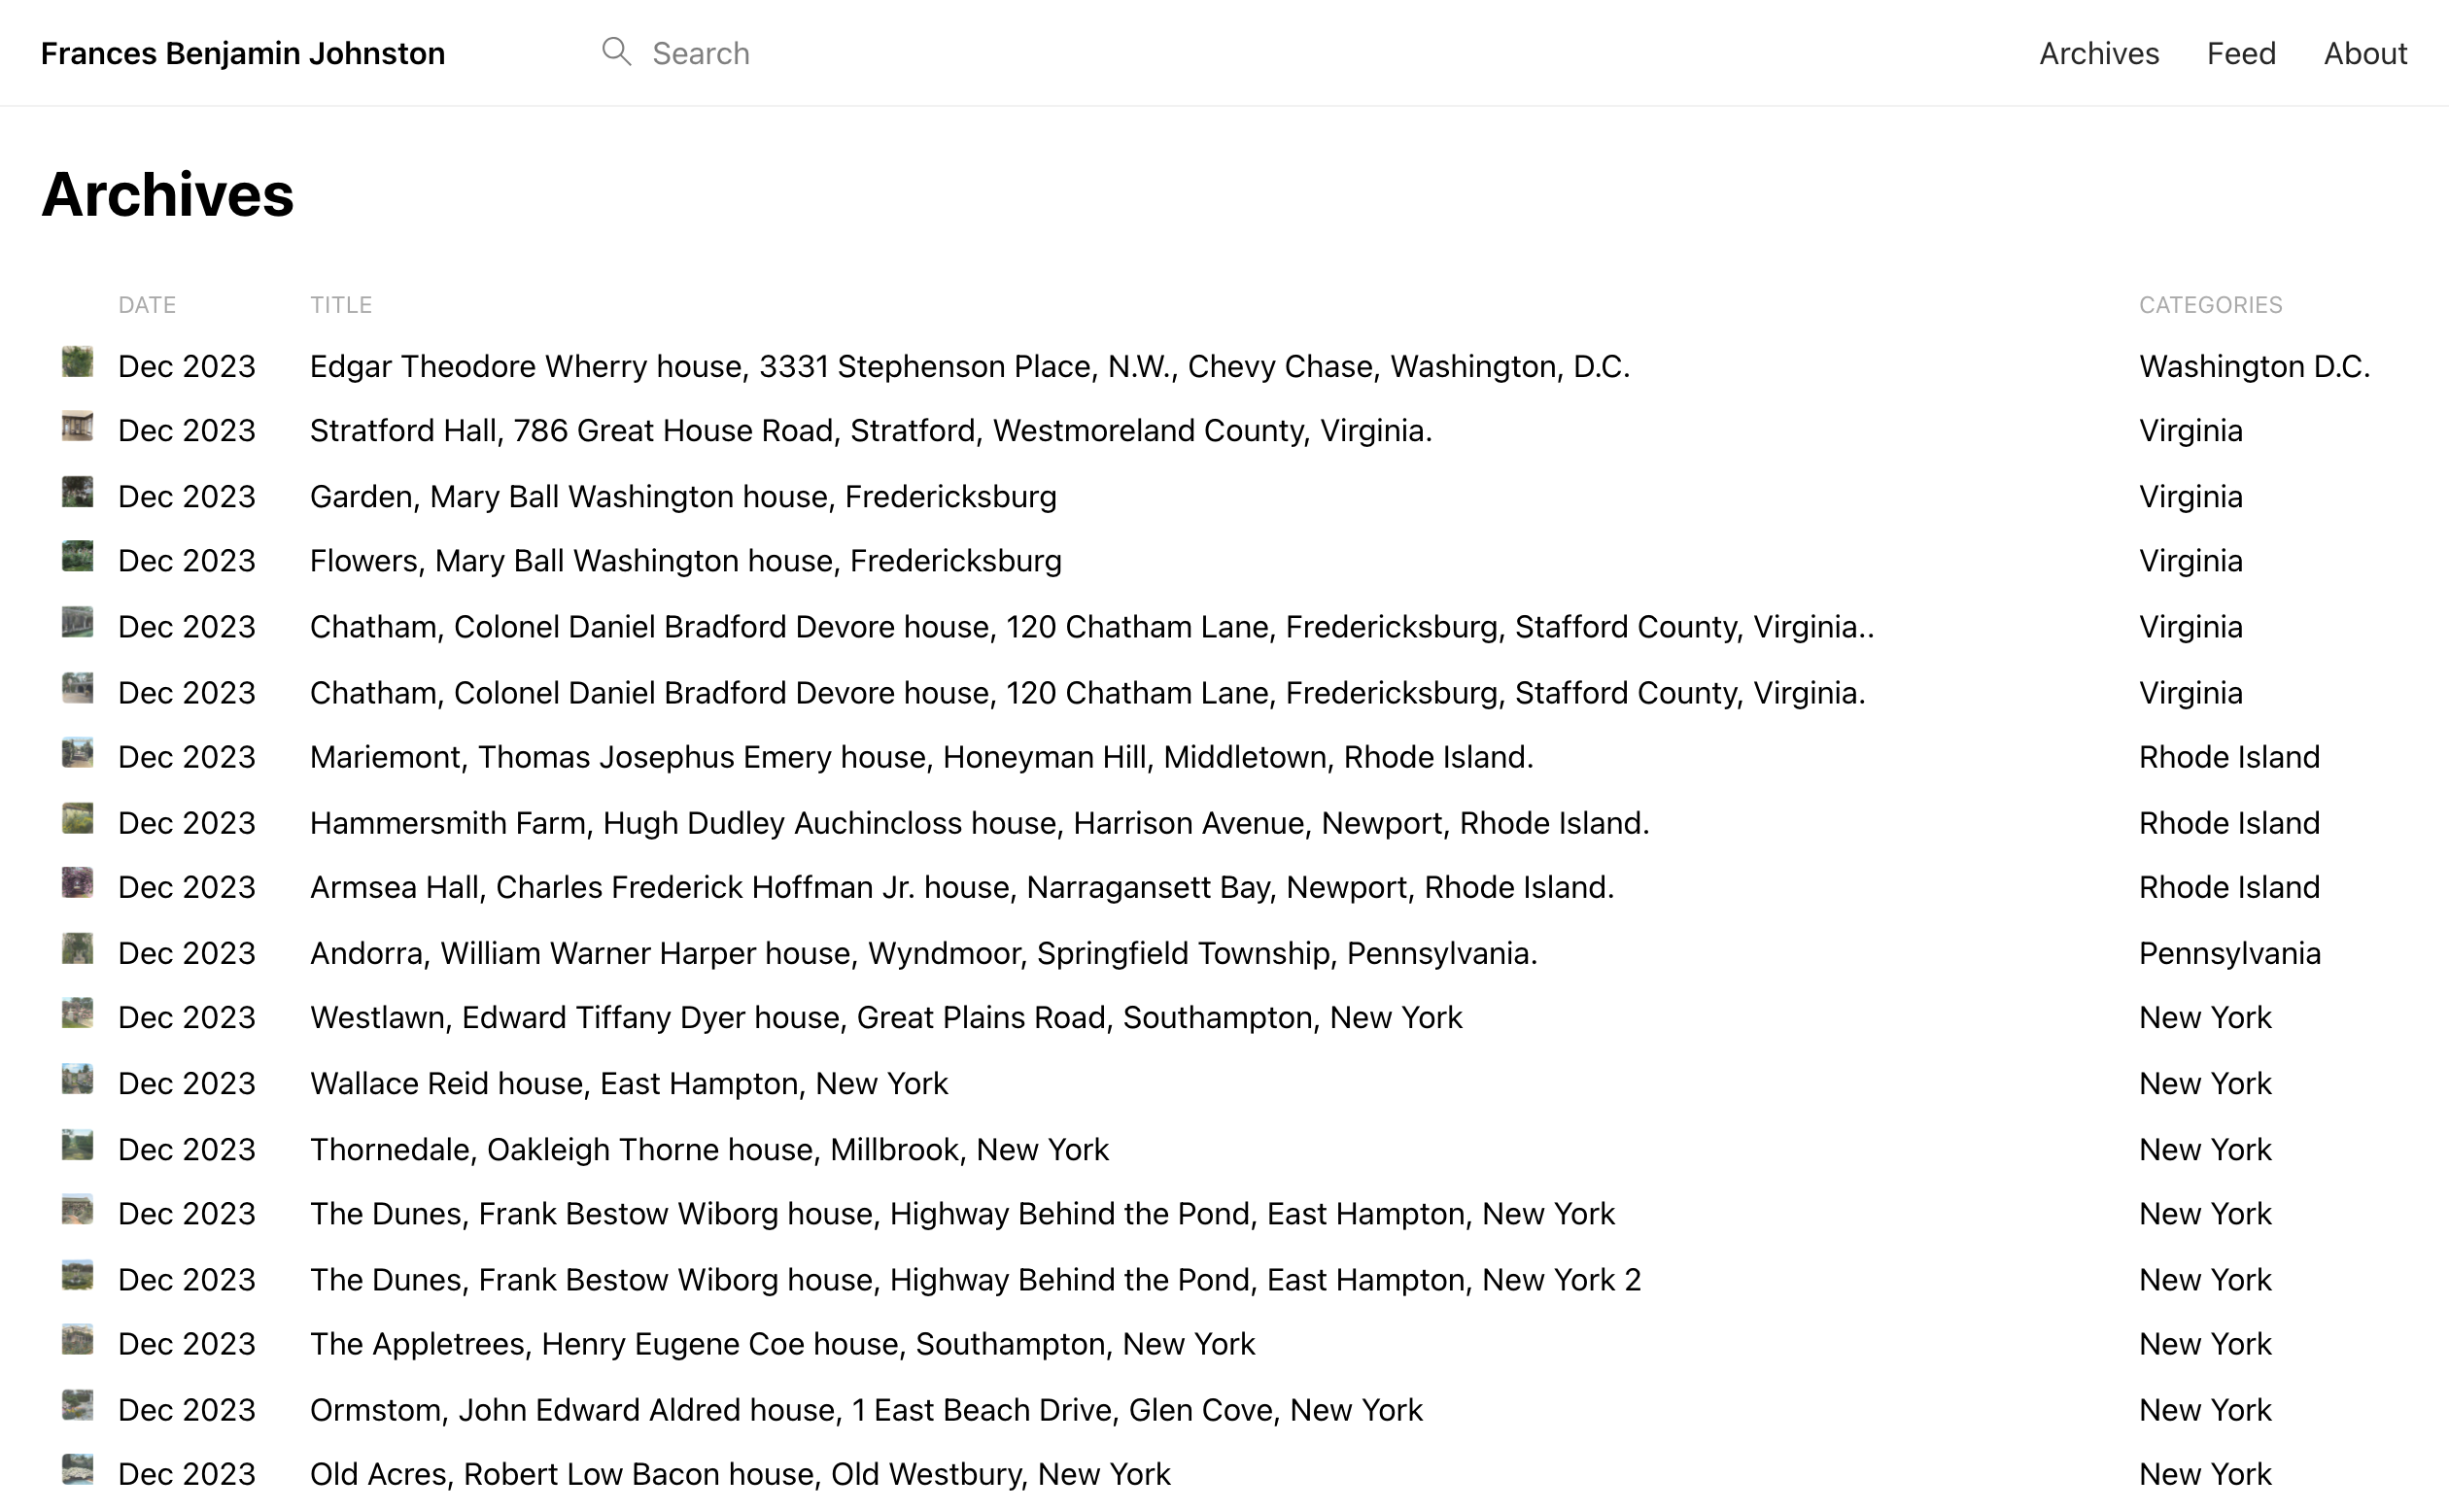 Frances Benjamin Johnston Search Archives Feed About
Archives
DATE TITLE CATEGORIES
Dec 2023 Edgar Theodore Wherry house, 3331 Stephenson Place, N.W., Chevy Chase, Washington, D.C. Washington D.C.
Dec 2023 Stratford Hall, 786 Great House Road, Stratford, Westmoreland County, Virginia. Virginia
Dec 2023 Garden, Mary Ball Washington house, Fredericksburg Virginia
Dec 2023 Flowers, Mary Ball Washington house, Fredericksburg Virginia
Dec 2023 Chatham, Colonel Daniel Bradford Devore house, 120 Chatham Lane, Fredericksburg, Stafford County, Virginia.. Virginia
Dec 2023 Chatham, Colonel Daniel Bradford Devore house, 120 Chatham Lane, Fredericksburg, Stafford County, Virginia. Virginia
Dec 2023 Mariemont, Thomas Josephus Emery house, Honeyman Hill, Middletown, Rhode Island. Rhode Island
Dec 2023 Hammersmith Farm, Hugh Dudley Auchincloss house, Harrison Avenue, Newport, Rhode Island. Rhode Island
Dec 2023 Armsea Hall, Charles Frederick Hoffman Jr. house, Narragansett Bay, Newport, Rhode Island. Rhode Island
Dec 2023 Andorra, William Warner Harper house, Wyndmoor, Springfield Township, Pennsylvania. Pennsylvania
Dec 2023 Westlawn, Edward Tiffany Dyer house, Great Plains Road, Southampton, New York New York
Dec 2023 Wallace Reid house, East Hampton, New York New York
Dec 2023 Thornedale, Oakleigh Thorne house, Millbrook, New York New York
Dec 2023 The Dunes, Frank Bestow Wiborg house, Highway Behind the Pond, East Hampton, New York New York
Dec 2023 The Dunes, Frank Bestow Wiborg house, Highway Behind the Pond, East Hampton, New York 2 New York
Dec 2023 The Appletrees, Henry Eugene Coe house, Southampton, New York New York
Dec 2023 Ormstom, John Edward Aldred house, 1 East Beach Drive, Glen Cove, New York New York
Dec 2023 Old Acres, Robert Low Bacon house, Old Westbury, New York New York